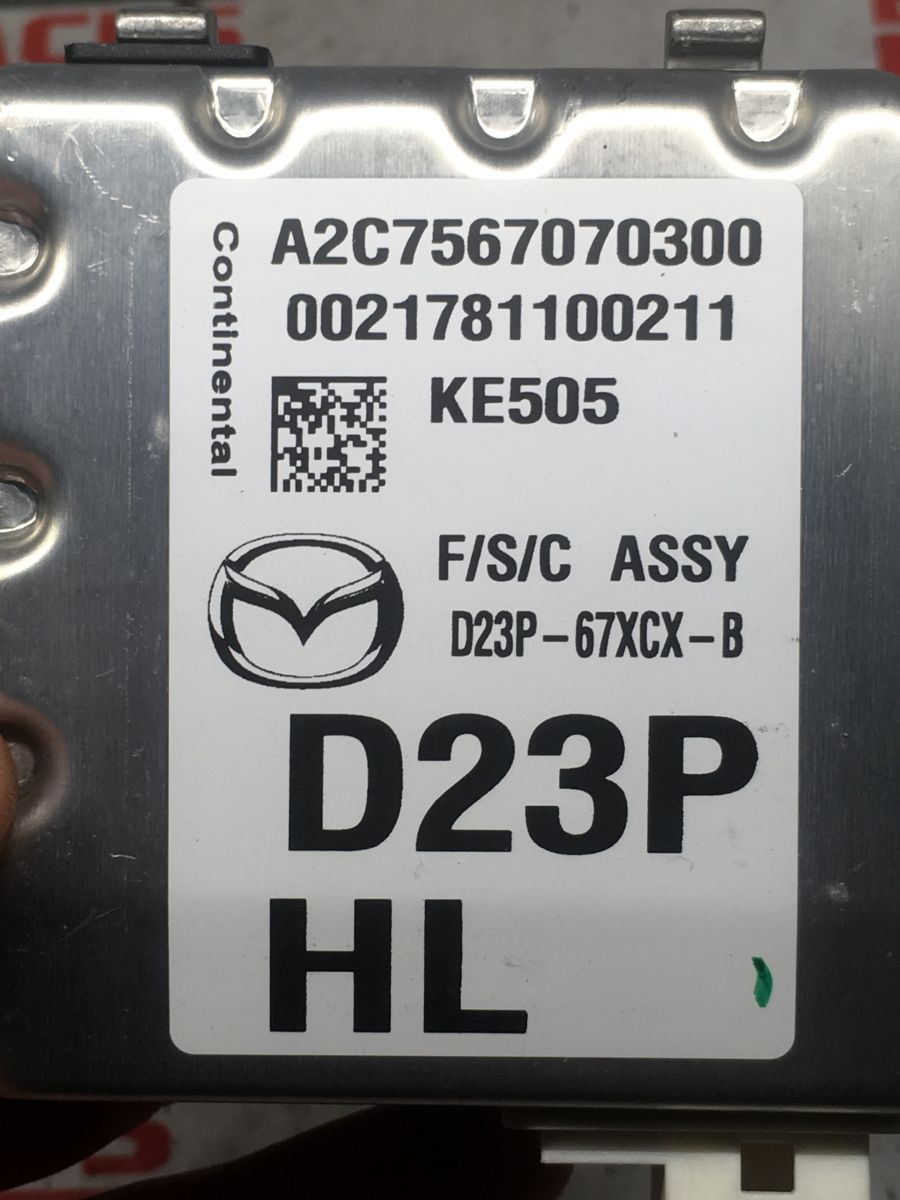 Continental
A2C7567070300
0021781100211
KE505
F/S/C ASSY
D23P-67XCX-B
D23P
HL